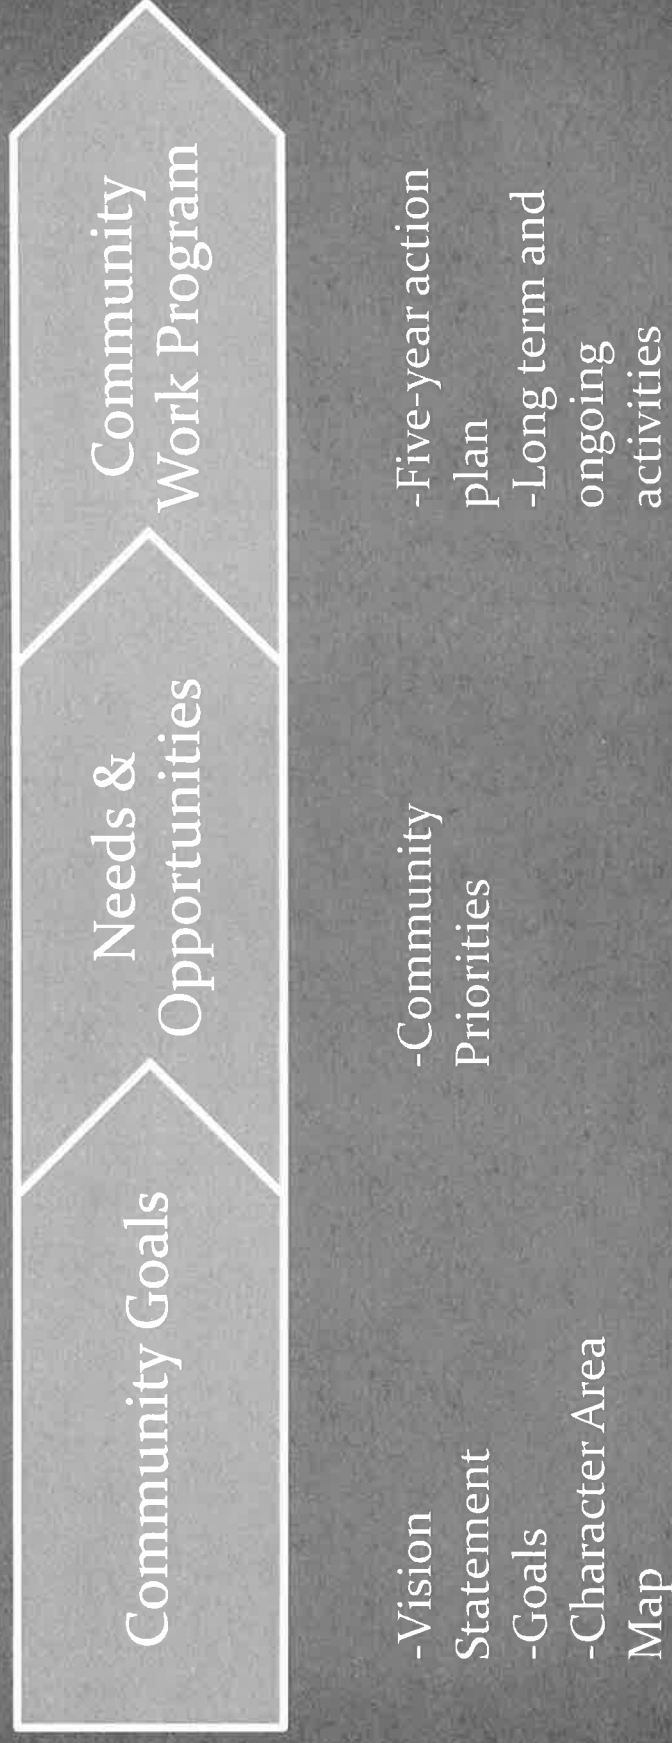 Community Goals
Needs &
Opportunities
Community
Work Program
-Vision
Statement
-Goals
-Character Area
Map
-Community
Priorities
-Five-year action
plan
-Long term and
ongoing
activities